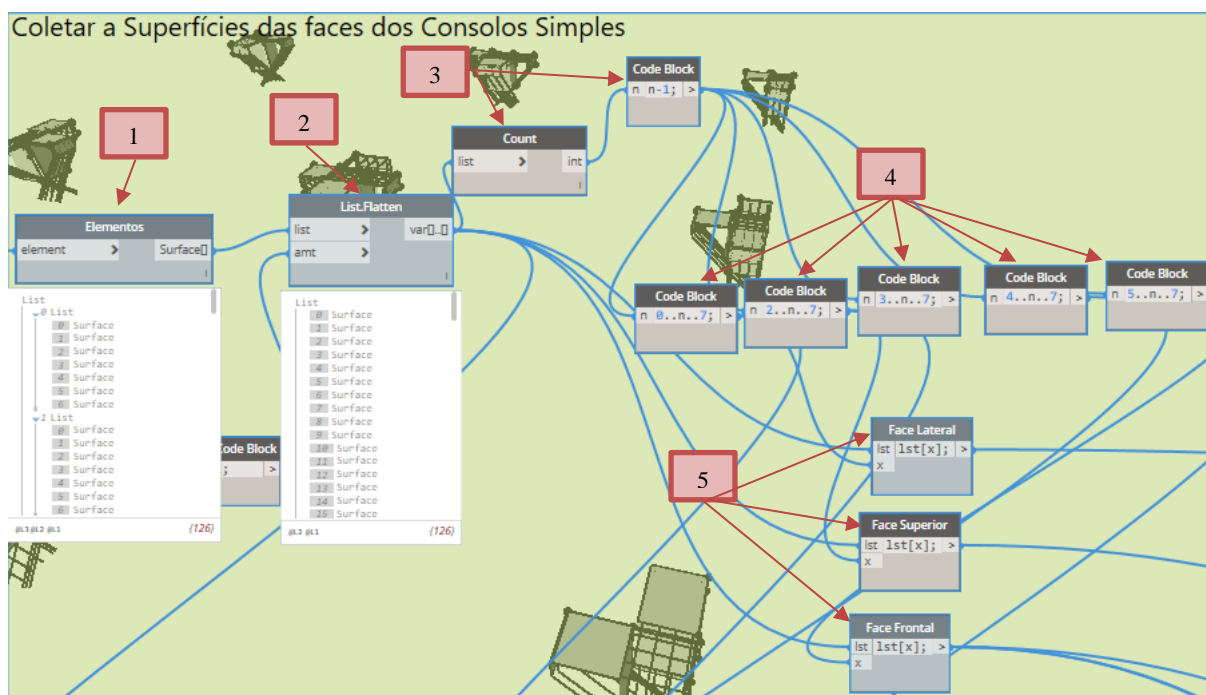 Coletar a Superfícies das faces dos Consolos Simples
1
2
3
4
5
Code Block
n n-1; >
Count
list > int
l
Elementos
element > Surface[]
l
List.Flatten
list > var[]..[]
amt >
l
Code Block
n 0..n..7; >
Code Block
n 2..n..7; >
Code Block
n 3..n..7; >
Code Block
n 4..n..7; >
Code Block
n 5..n..7; >
List
0 List
0 Surface
1 Surface
2 Surface
3 Surface
4 Surface
5 Surface
6 Surface
1 List
0 Surface
1 Surface
2 Surface
3 Surface
4 Surface
5 Surface
6 Surface
@L3 @L2 @L1 {126}
List
0 Surface
1 Surface
2 Surface
3 Surface
4 Surface
5 Surface
6 Surface
7 Surface
8 Surface
9 Surface
10 Surface
11 Surface
12 Surface
13 Surface
14 Surface
15 Surface
@L2 @L1 {126}
Code Block
; >
Face Lateral
lst lst[x]; >
x
Face Superior
lst lst[x]; >
x
Face Frontal
lst lst[x]; >
x